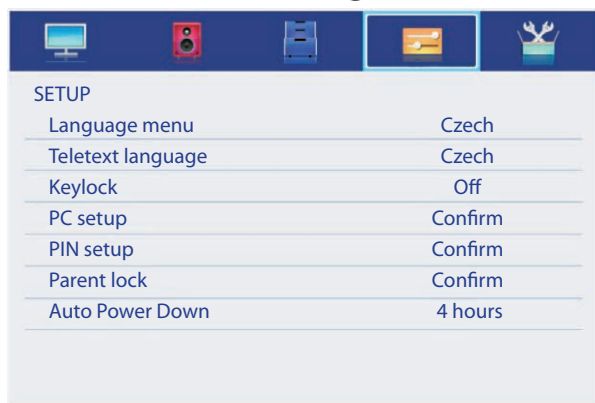 SETUP
Language menu Czech
Teletext language Czech
Keylock Off
PC setup Confirm
PIN setup Confirm
Parent lock Confirm
Auto Power Down 4 hours